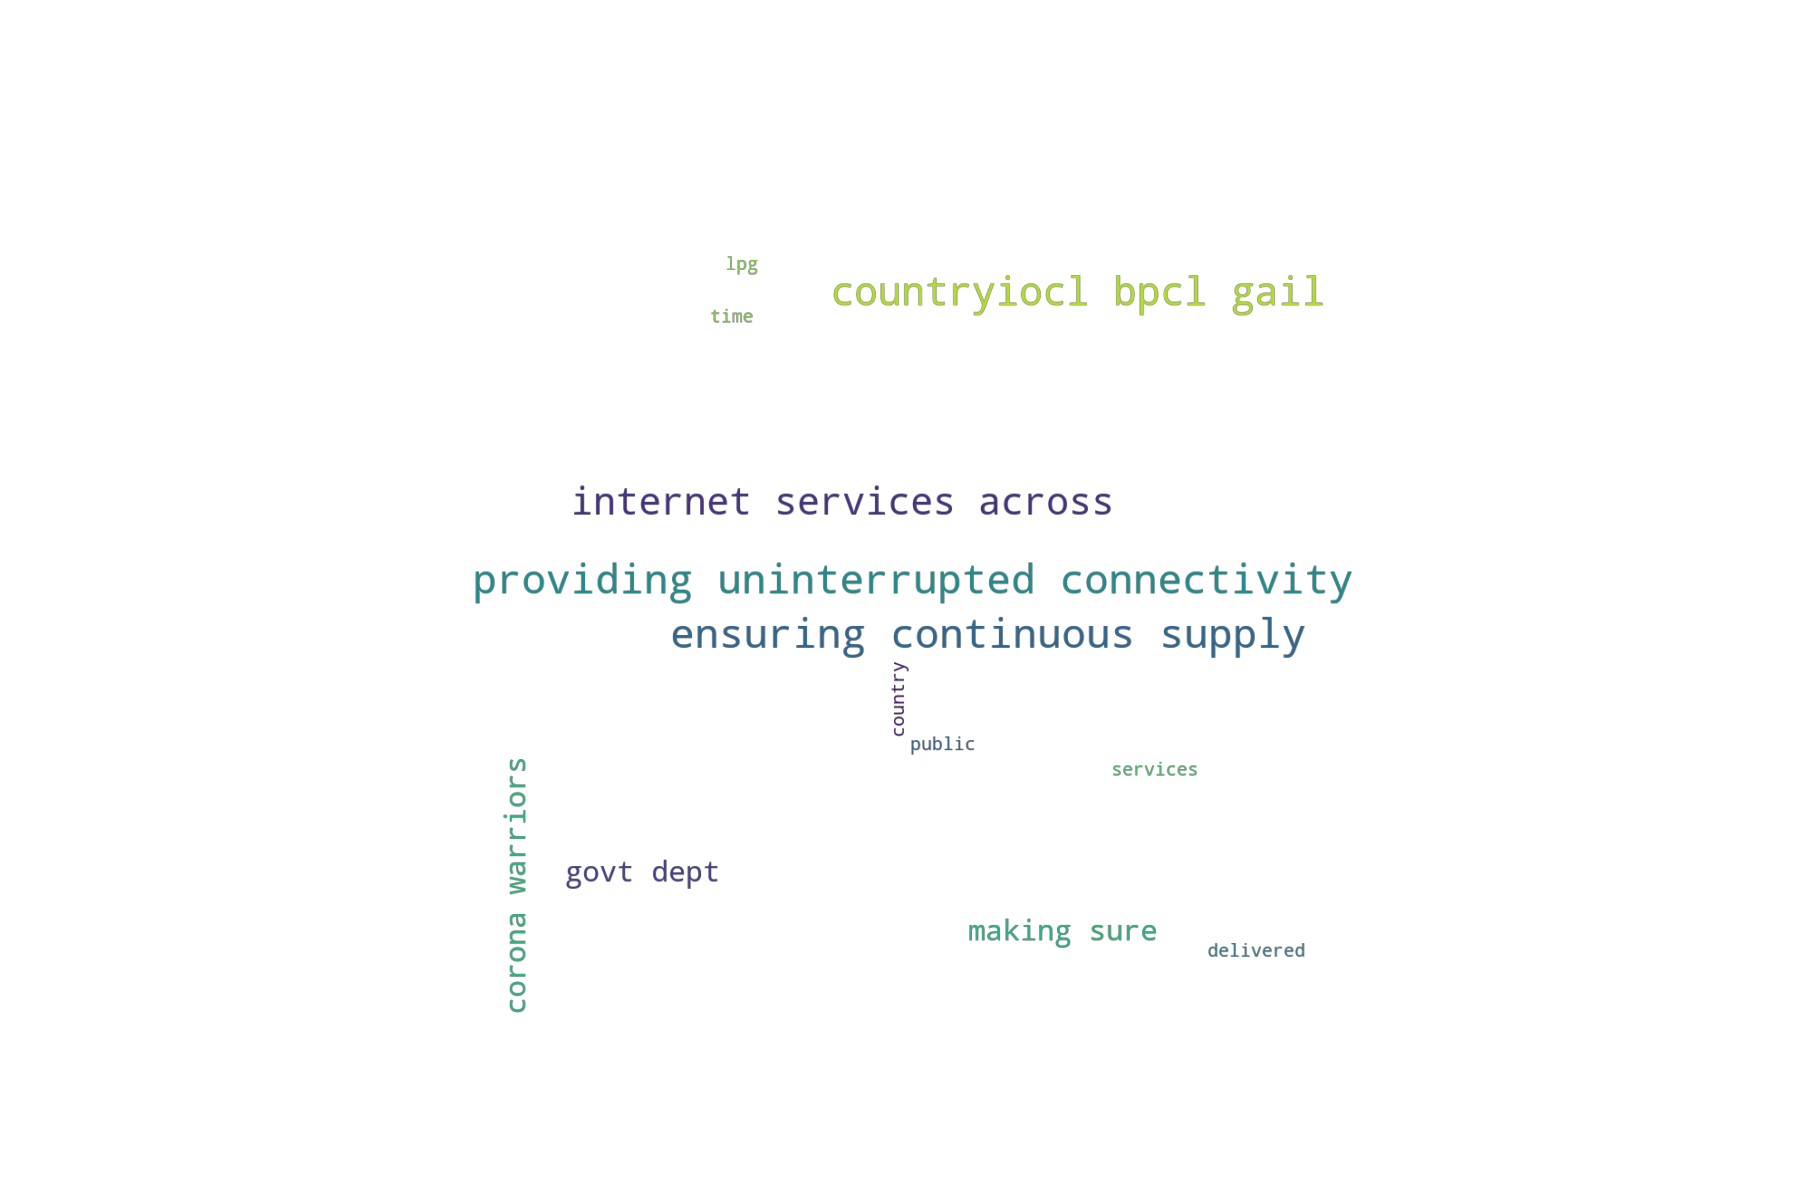 lpg
countryiocl bpcl gail
time
internet services across
providing uninterrupted connectivity
ensuring continuous supply
country
public
services
corona warriors
govt dept
making sure
delivered